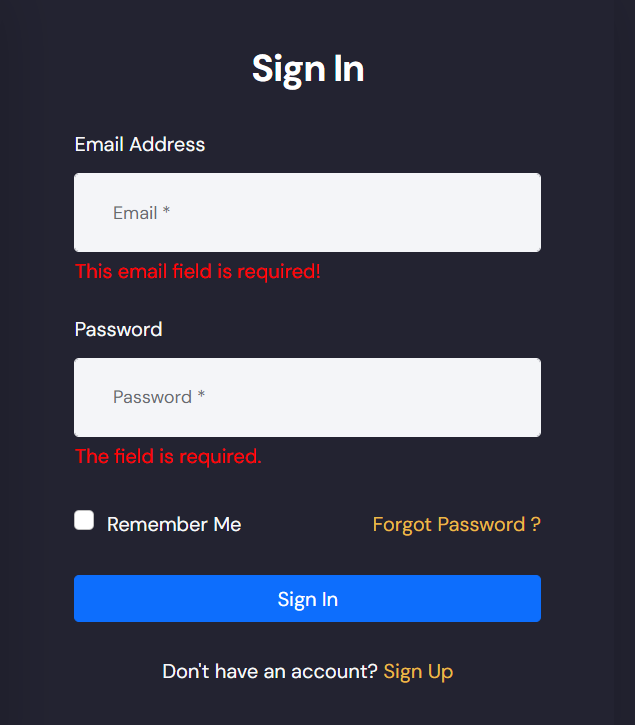 Sign In
Email Address
Email *
This email field is required!
Password
Password *
The field is required.
Remember Me Forgot Password ?
Sign In
Don't have an account? Sign Up